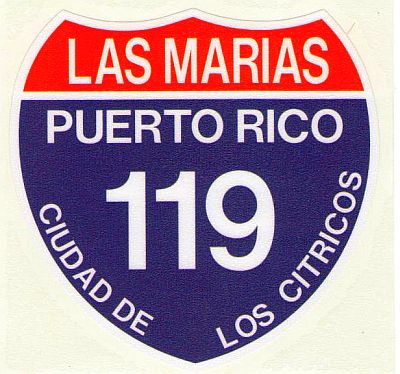 LAS MARIAS
PUERTO RICO
119
CIUDAD DE LOS CITRICOS